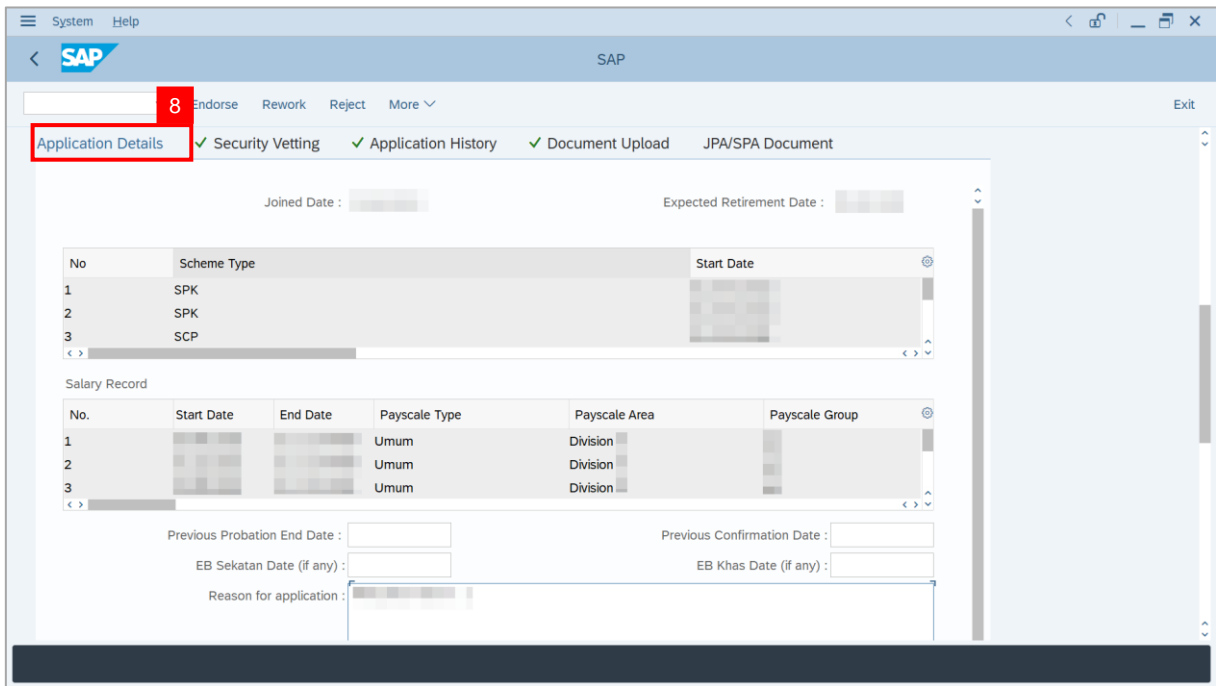 System Help
SAP SAP
8 Endorse Rework Reject More Exit
Application Details Security Vetting Application History Document Upload JPA/SPA Document
Joined Date : Expected Retirement Date :
No Scheme Type Start Date
1 SPK
2 SPK
3 SCP
Salary Record
No. Start Date End Date Payscale Type Payscale Area Payscale Group
1 Umum Division
2 Umum Division
3 Umum Division
Previous Probation End Date : Previous Confirmation Date :
EB Sekatan Date (if any) : EB Khas Date (if any) :
Reason for application :